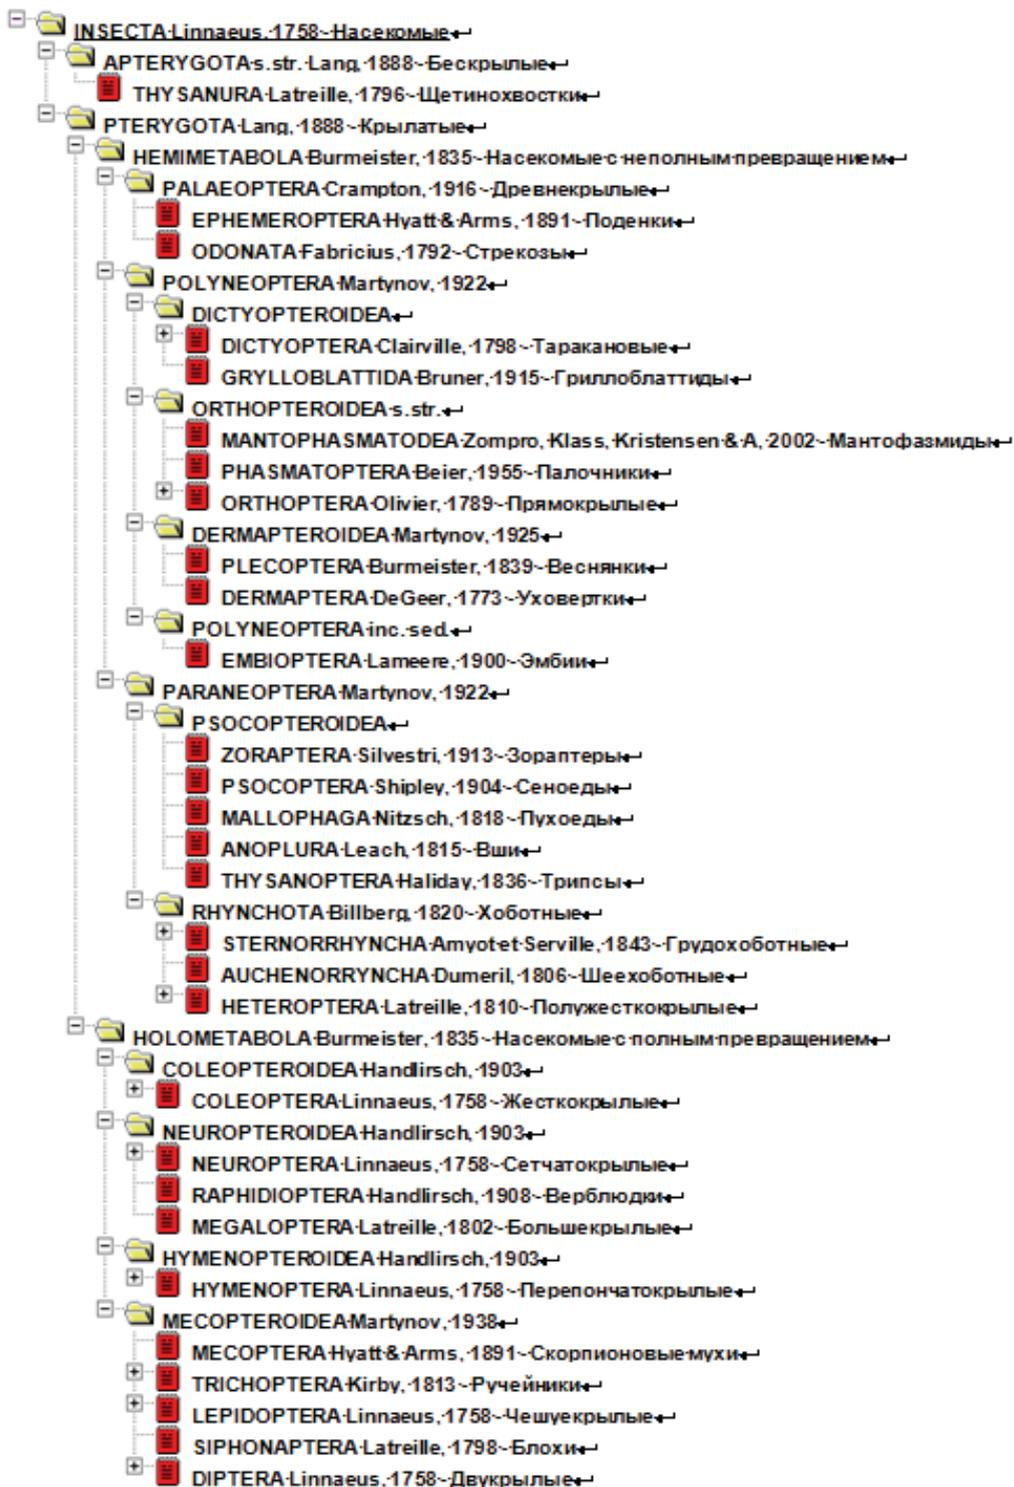 INSECTA Linnaeus, 1758 ~ Насекомые
APTERYGOTA s.str. Lang, 1888 ~ Бескрылые
THYSANURA Latreille, 1796 ~ Щетинохвостки
PTERYGOTA Lang, 1888 ~ Крылатые
HEMIMETABOLA Burmeister, 1835 ~ Насекомые с неполным превращением
PALAEOPTERA Crampton, 1916 ~ Древнекрылые
EPHEMEROPTERA Hyatt & Arms, 1891 ~ Поденки
ODONATA Fabricius, 1792 ~ Стрекозы
POLYNEOPTERA Martynov, 1922
DICTYOPTEROIDEA
DICTYOPTERA Clairville, 1798 ~ Таракановые
GRYLLOBLATTIDA Bruner, 1915 ~ Гриллоблаттиды
ORTHOPTEROIDEA s.str.
MANTOPHASMATODEA Zompro, Klass, Kristensen & A, 2002 ~ Мантофазмиды
PHASMATOPTERA Beier, 1955 ~ Палочники
ORTHOPTERA Olivier, 1789 ~ Прямокрылые
DERMAPTEROIDEA Martynov, 1925
PLECOPTERA Burmeister, 1839 ~ Веснянки
DERMAPTERA DeGeer, 1773 ~ Уховертки
POLYNEOPTERA inc. sed.
EMBIOPTERA Lameere, 1900 ~ Эмбии
PARANEOPTERA Martynov, 1922
PSOCOPTEROIDEA
ZORAPTERA Silvestri, 1913 ~ Зораптеры
PSOCOPTERA Shipley, 1904 ~ Сеноеды
MALLOPHAGA Nitzsch, 1818 ~ Пухоеды
ANOPLURA Leach, 1815 ~ Вши
THYSANOPTERA Haliday, 1836 ~ Трипсы
RHYNCHOTA Billberg, 1820 ~ Хоботные
STERNORRHYNCHA Amyot et Serville, 1843 ~ Грудохоботные
AUCHENORRYNCHA Dumeril, 1806 ~ Шеехоботные
HETEROPTERA Latreille, 1810 ~ Полужесткокрылые
HOLOMETABOLA Burmeister, 1835 ~ Насекомые с полным превращением
COLEOPTEROIDEA Handlirsch, 1903
COLEOPTERA Linnaeus, 1758 ~ Жесткокрылые
NEUROPTEROIDEA Handlirsch, 1903
NEUROPTERA Linnaeus, 1758 ~ Сетчатокрылые
RAPHIDIOPTERA Handlirsch, 1908 ~ Верблюдки
MEGALOPTERA Latreille, 1802 ~ Большекрылые
HYMENOPTEROIDEA Handlirsch, 1903
HYMENOPTERA Linnaeus, 1758 ~ Перепончатокрылые
MECOPTEROIDEA Martynov, 1938
MECOPTERA Hyatt & Arms, 1891 ~ Скорпионовые мухи
TRICHOPTERA Kirby, 1813 ~ Ручейники
LEPIDOPTERA Linnaeus, 1758 ~ Чешуекрылые
SIPHONAPTERA Latreille, 1798 ~ Блохи
DIPTERA Linnaeus, 1758 ~ Двукрылые